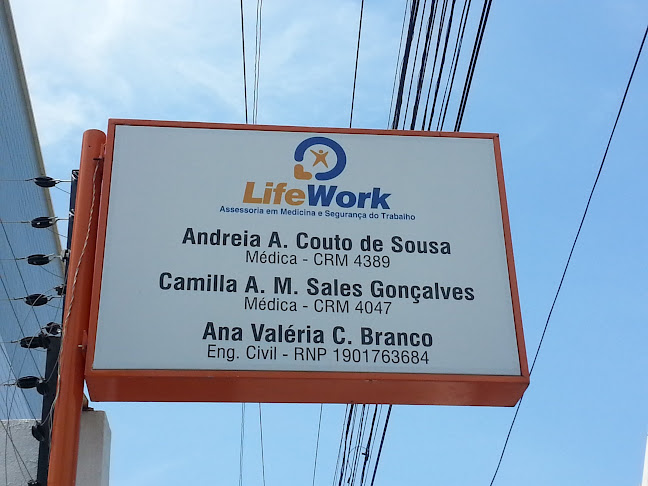 LifeWork
Assessoria em Medicina e Segurança do Trabalho
Andreia A. Couto de Sousa
Médica - CRM 4389
Camilla A. M. Sales Gonçalves
Médica - CRM 4047
Ana Valéria C. Branco
Eng. Civil - RNP 1901763684